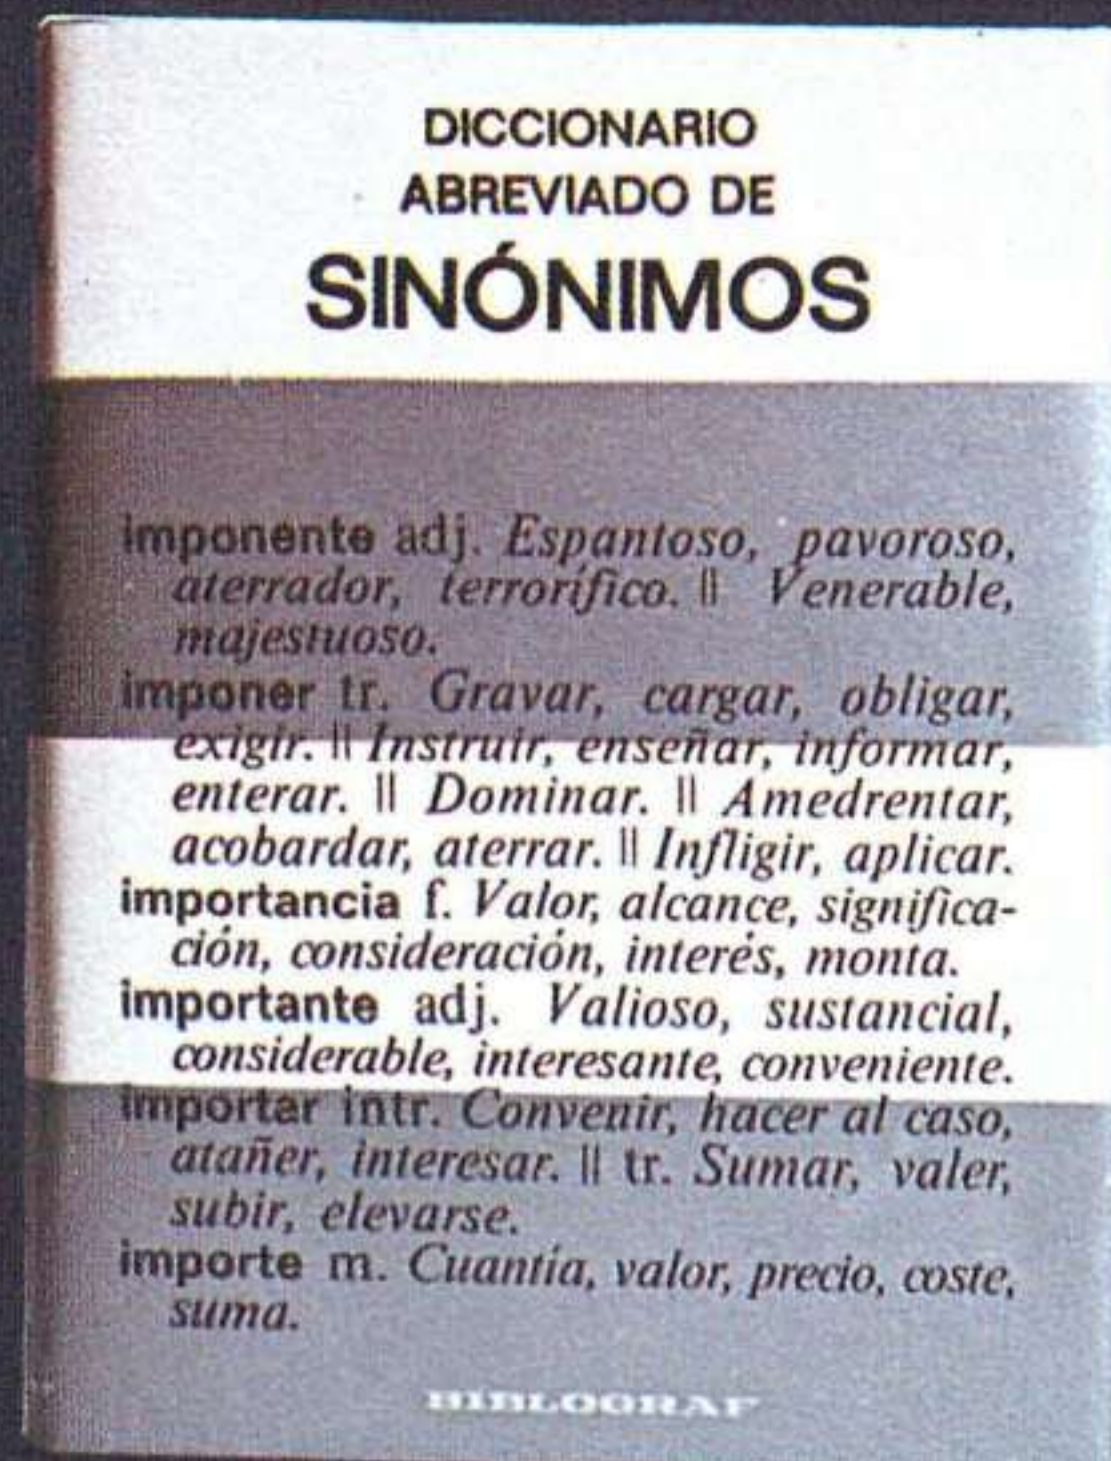 DICCIONARIO
ABREVIADO DE
SINÓNIMOS
imponente adj. Espantoso, pavoroso,
aterrador, terrorífico. || Venerable,
majestuoso.
imponer tr. Gravar, cargar, obligar,
exigir. || Instruir, enseñar, informar,
enterar. || Dominar. || Amedrentar,
acobardar, aterrar. || Infligir, aplicar.
importancia f. Valor, alcance, significa-
ción, consideración, interés, monta.
importante adj. Valioso, sustancial,
considerable, interesante, conveniente.
importar intr. Convenir, hacer al caso,
atañer, interesar. || tr. Sumar, valer,
subir, elevarse.
importe m. Cuantía, valor, precio, coste,
suma.
BIBLOGRAF